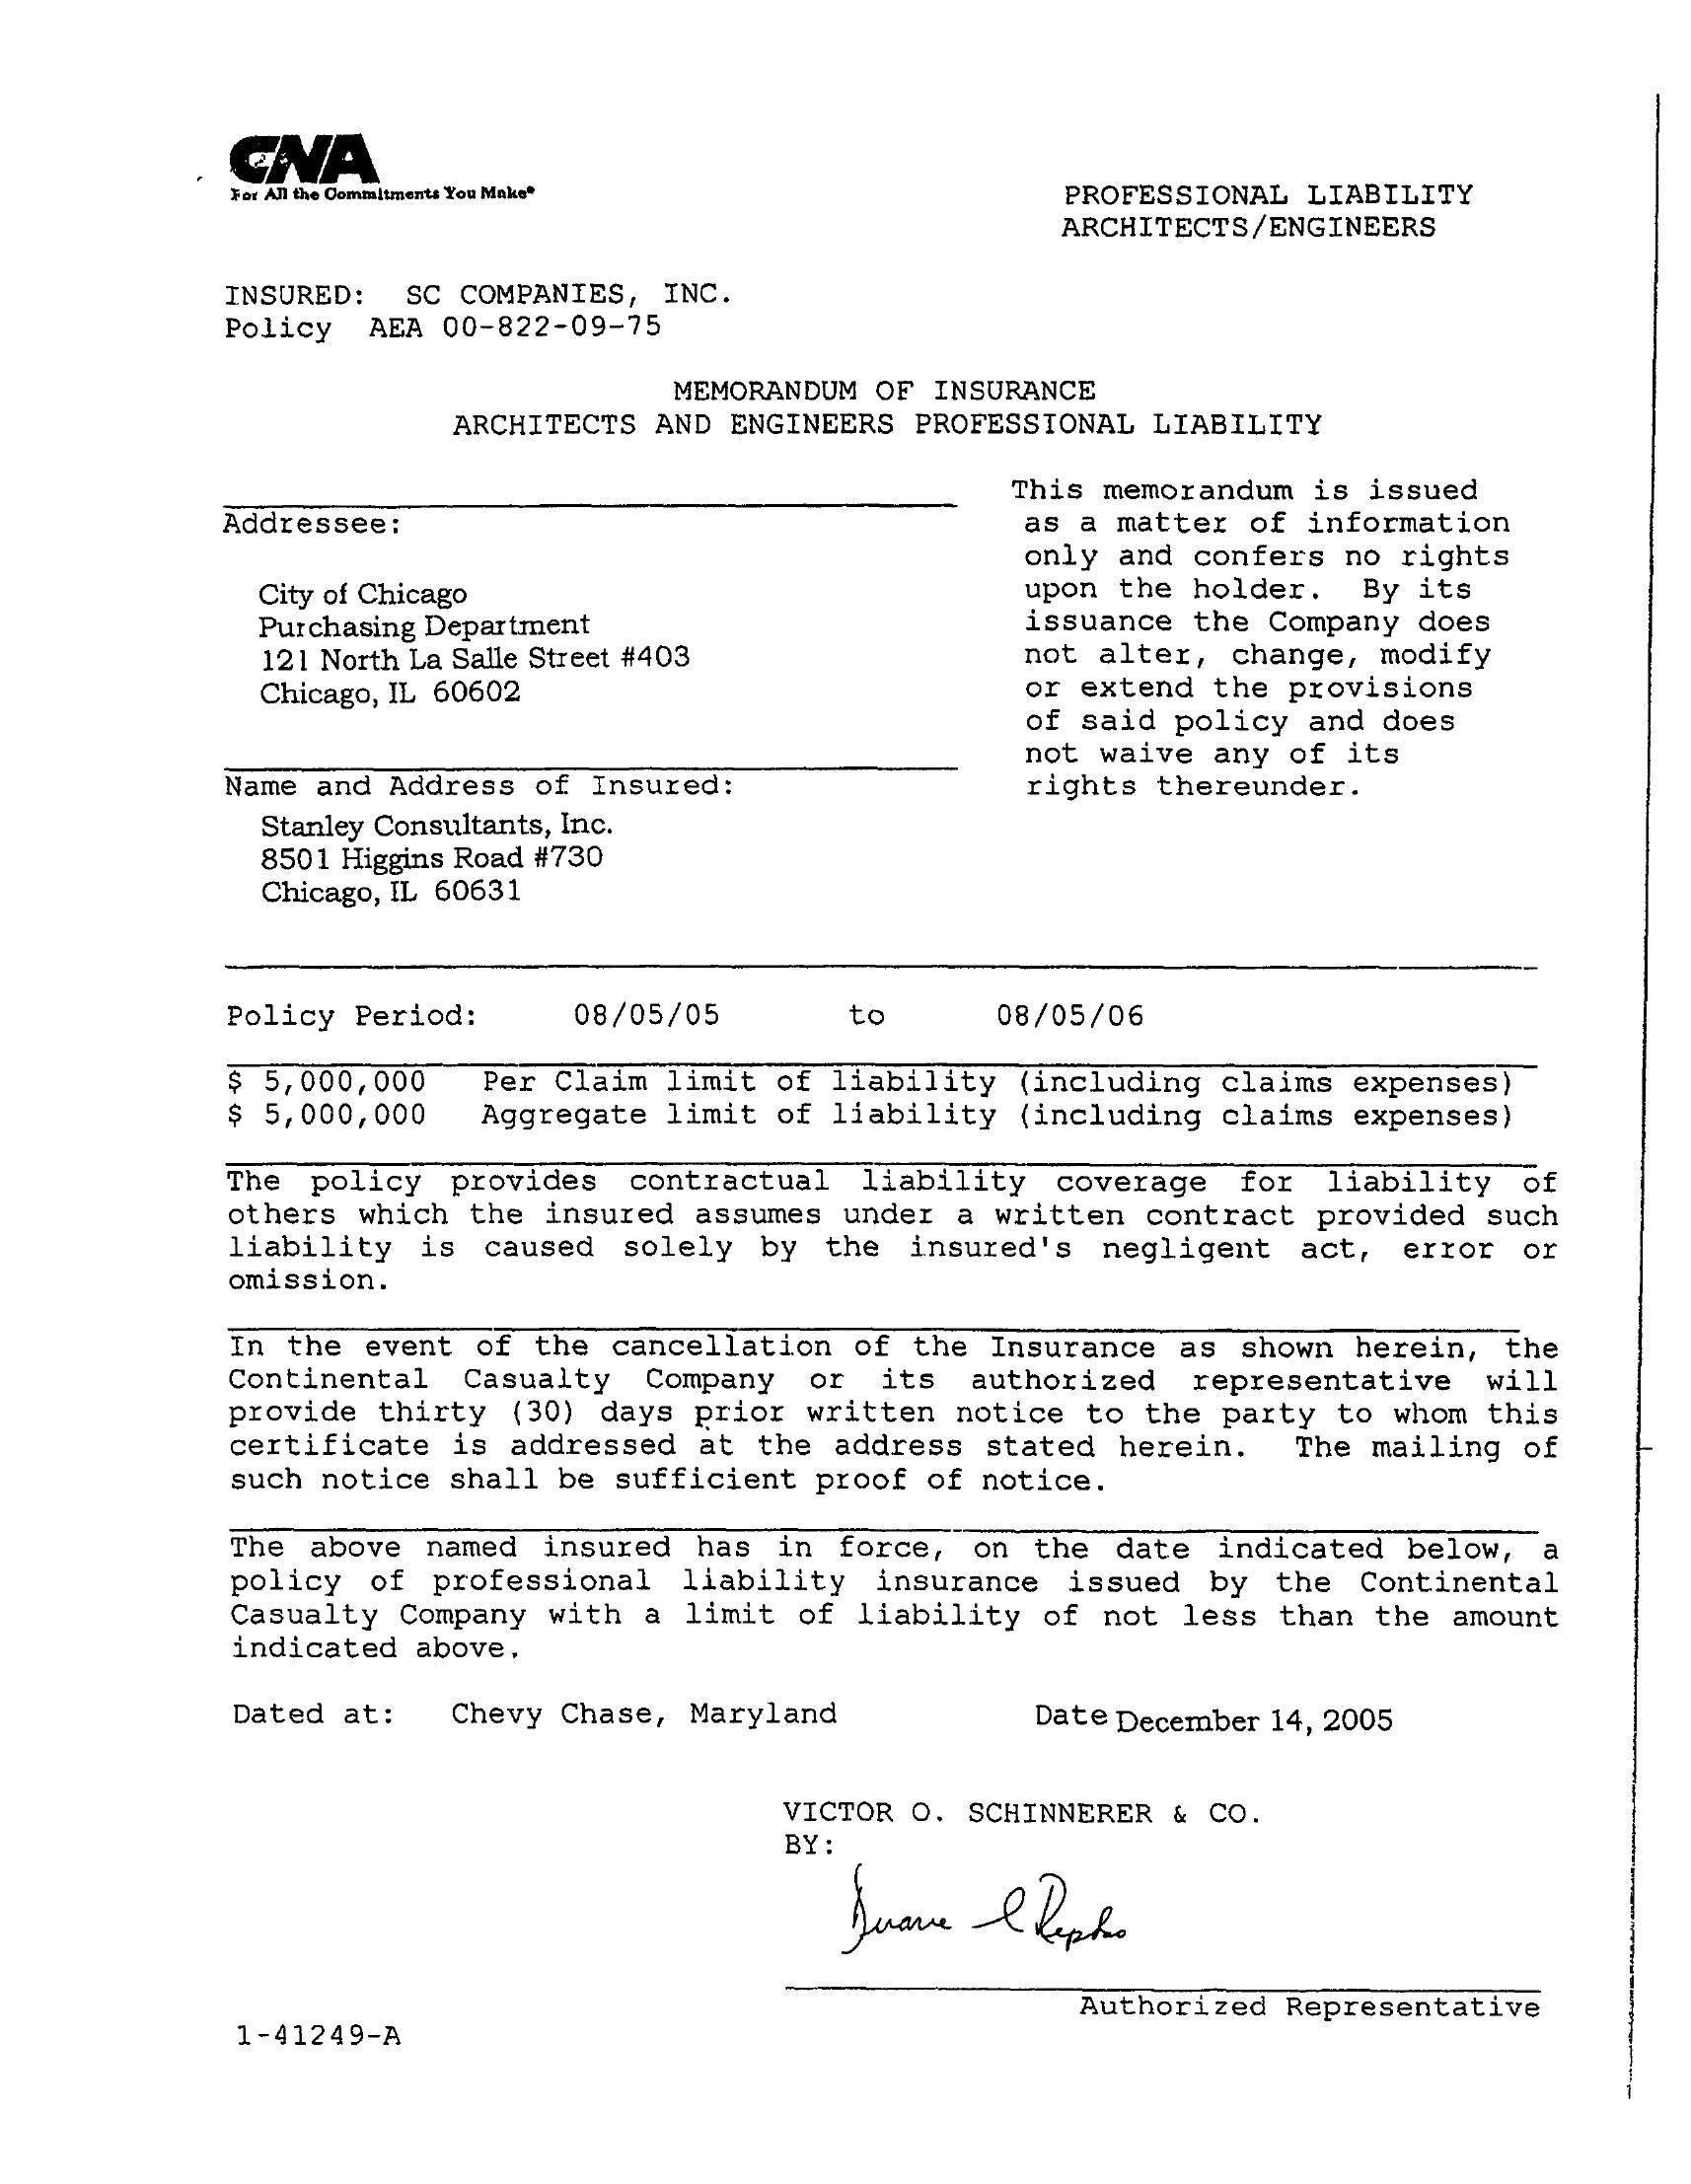 CNA
For All the Commitments You Make®
PROFESSIONAL LIABILITY
ARCHITECTS/ENGINEERS
INSURED: SC COMPANIES, INC.
Policy AEA 00-822-09-75
MEMORANDUM OF INSURANCE
ARCHITECTS AND ENGINEERS PROFESSIONAL LIABILITY
Addressee:
City of Chicago
Purchasing Department
121 North La Salle Street #403
Chicago, IL 60602
This memorandum is issued
as a matter of information
only and confers no rights
upon the holder. By its
issuance the Company does
not alter, change, modify
or extend the provisions
of said policy and does
not waive any of its
rights thereunder.
Name and Address of Insured:
Stanley Consultants, Inc.
8501 Higgins Road #730
Chicago, IL 60631
Policy Period: 08/05/05 to 08/05/06
$ 5,000,000 Per Claim limit of liability (including claims expenses)
$ 5,000,000 Aggregate limit of liability (including claims expenses)
The policy provides contractual liability coverage for liability of
others which the insured assumes under a written contract provided such
liability is caused solely by the insured's negligent act, error or
omission.
In the event of the cancellation of the Insurance as shown herein, the
Continental Casualty Company or its authorized representative will
provide thirty (30) days prior written notice to the party to whom this
certificate is addressed at the address stated herein. The mailing of
such notice shall be sufficient proof of notice.
The above named insured has in force, on the date indicated below, a
policy of professional liability insurance issued by the Continental
Casualty Company with a limit of liability of not less than the amount
indicated above.
Dated at: Chevy Chase, Maryland Date December 14, 2005
VICTOR O. SCHINNERER & CO.
BY:
Authorized Representative
1-41249-A